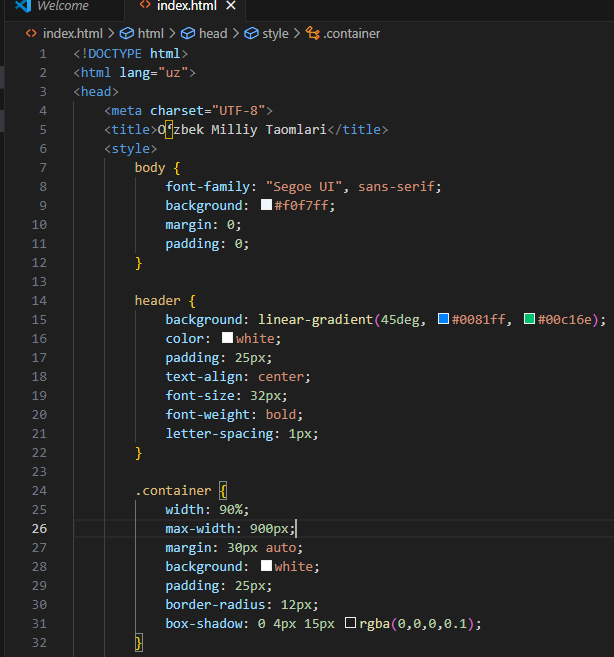 Welcome index.html ✕
index.html > html > head > style > .container
1 <!DOCTYPE html>
2 <html lang="uz">
3 <head>
4 <meta charset="UTF-8">
5 <title>Oʻzbek Milliy Taomlari</title>
6 <style>
7 body {
8 font-family: "Segoe UI", sans-serif;
9 background: #f0f7ff;
10 margin: 0;
11 padding: 0;
12 }
13
14 header {
15 background: linear-gradient(45deg, #0081ff, #00c16e);
16 color: white;
17 padding: 25px;
18 text-align: center;
19 font-size: 32px;
20 font-weight: bold;
21 letter-spacing: 1px;
22 }
23
24 .container {
25 width: 90%;
26 max-width: 900px;
27 margin: 30px auto;
28 background: white;
29 padding: 25px;
30 border-radius: 12px;
31 box-shadow: 0 4px 15px rgba(0,0,0,0.1);
32 }